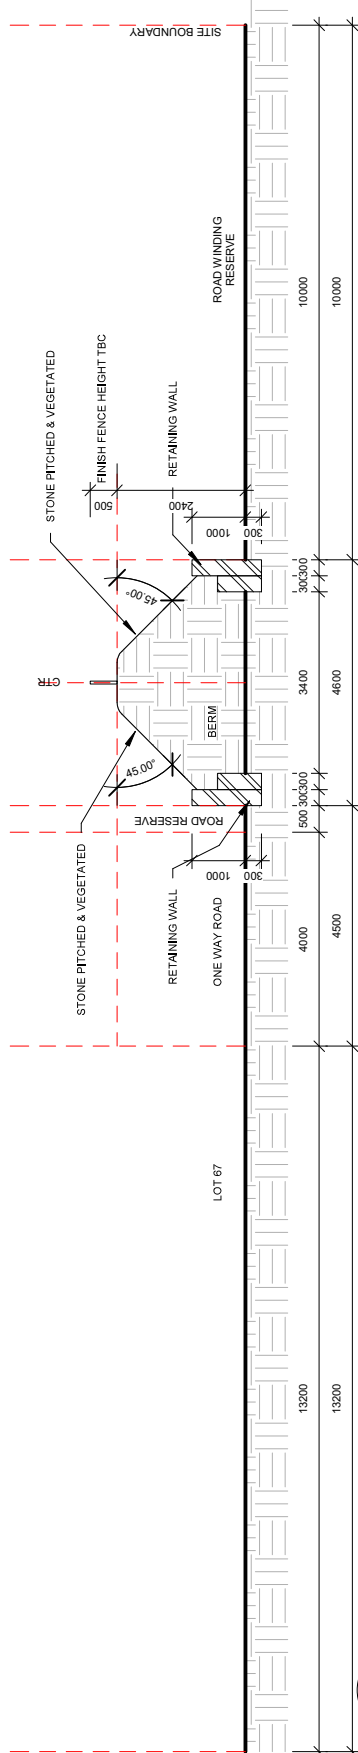 SITE BOUNDARY
ROAD WINDING
RESERVE
STONE PITCHED & VEGETATED
FINISH FENCE HEIGHT TBC
RETAINING WALL
500
2400
1000
300
45.00°
CTR
BERM
45.00°
STONE PITCHED & VEGETATED
ROAD RESERVE
RETAINING WALL
ONE WAY ROAD
1000
300
LOT 67
13200
4000
500
300
300
3400
300
300
10000
13200
4500
4600
10000